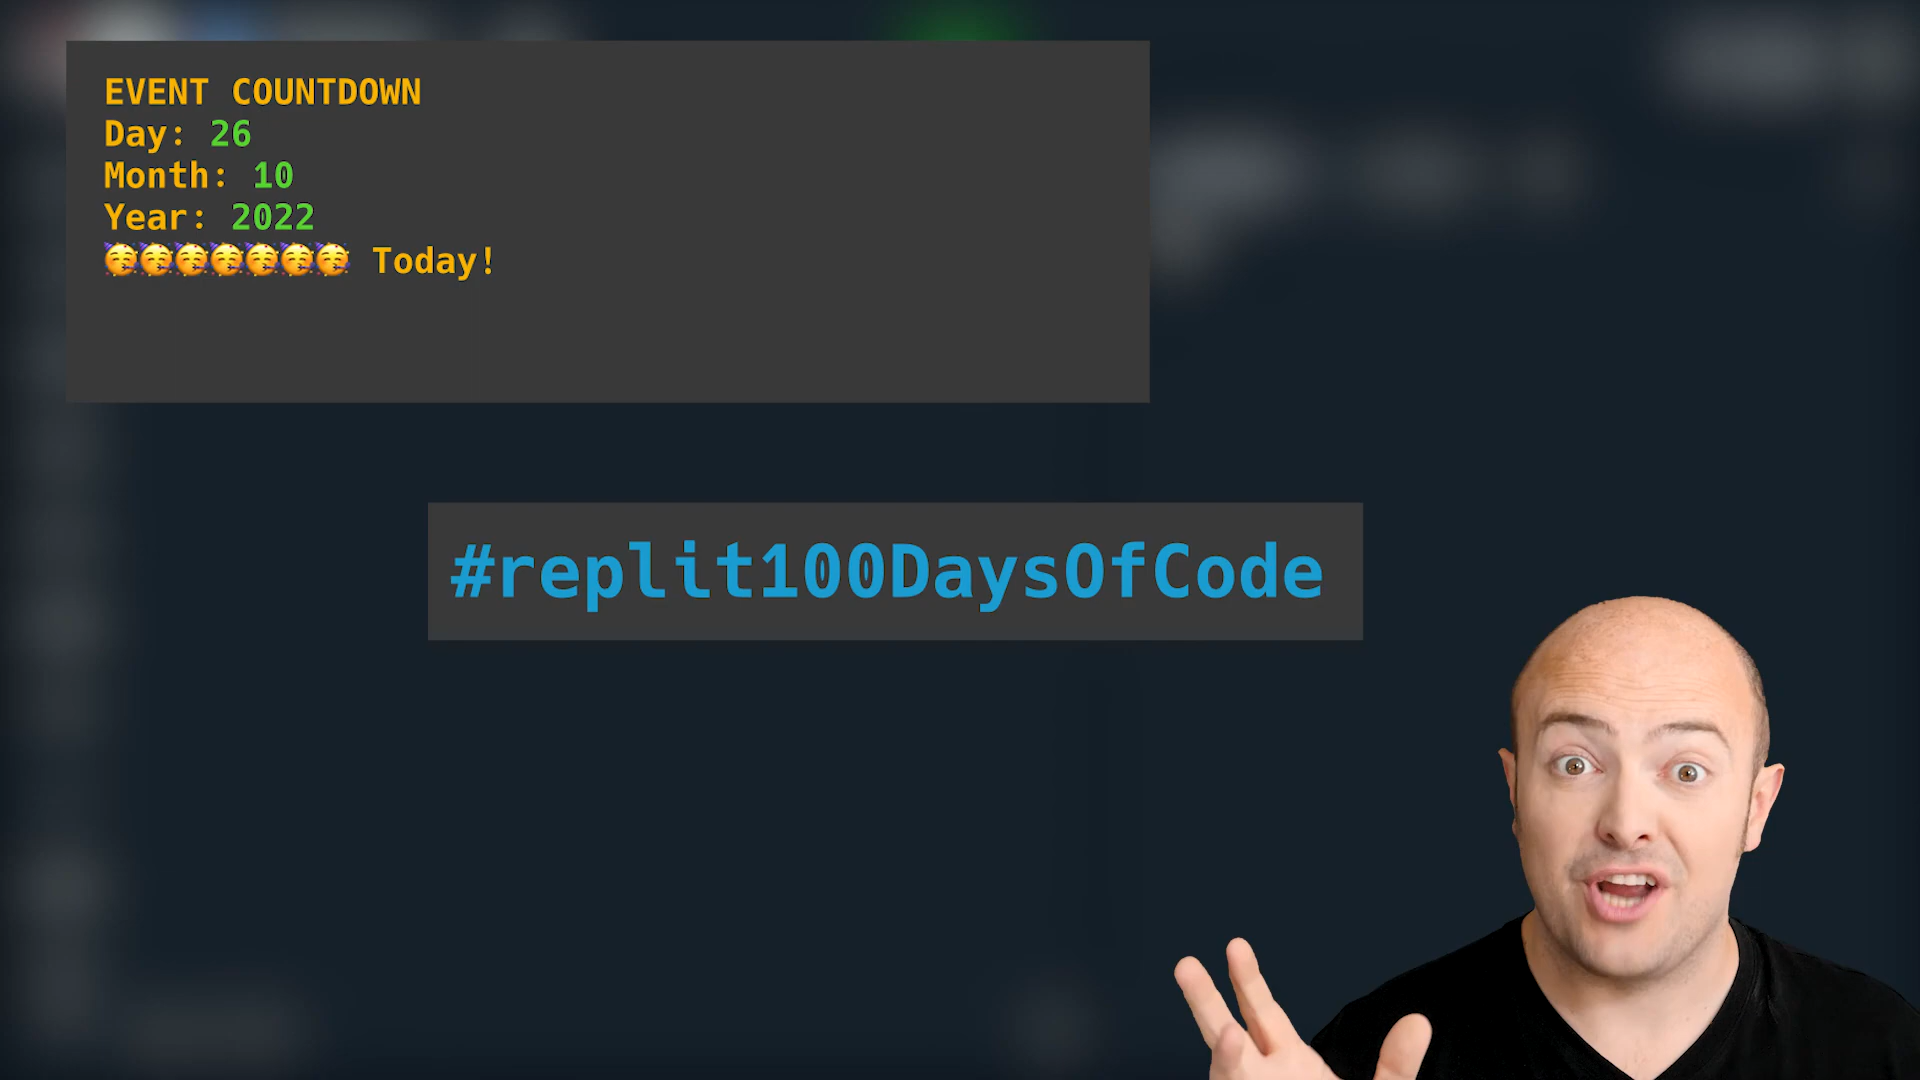 EVENT COUNTDOWN
Day: 26
Month: 10
Year: 2022
🥳🥳🥳🥳🥳🥳🥳 Today!
#replit100DaysOfCode